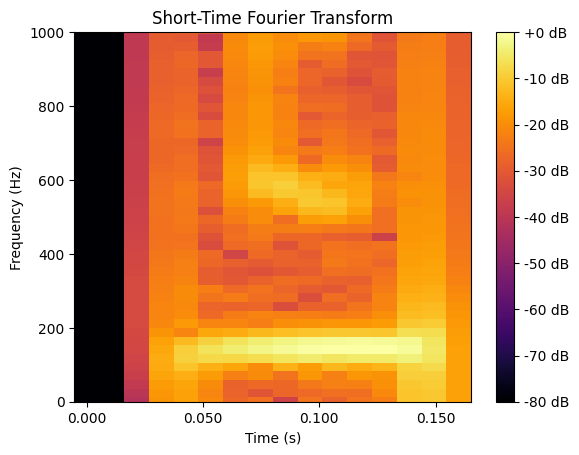 Short-Time Fourier Transform
Frequency (Hz)
1000
800
600
400
200
0
0.000 0.050 0.100 0.150
Time (s)
+0 dB
-10 dB
-20 dB
-30 dB
-40 dB
-50 dB
-60 dB
-70 dB
-80 dB